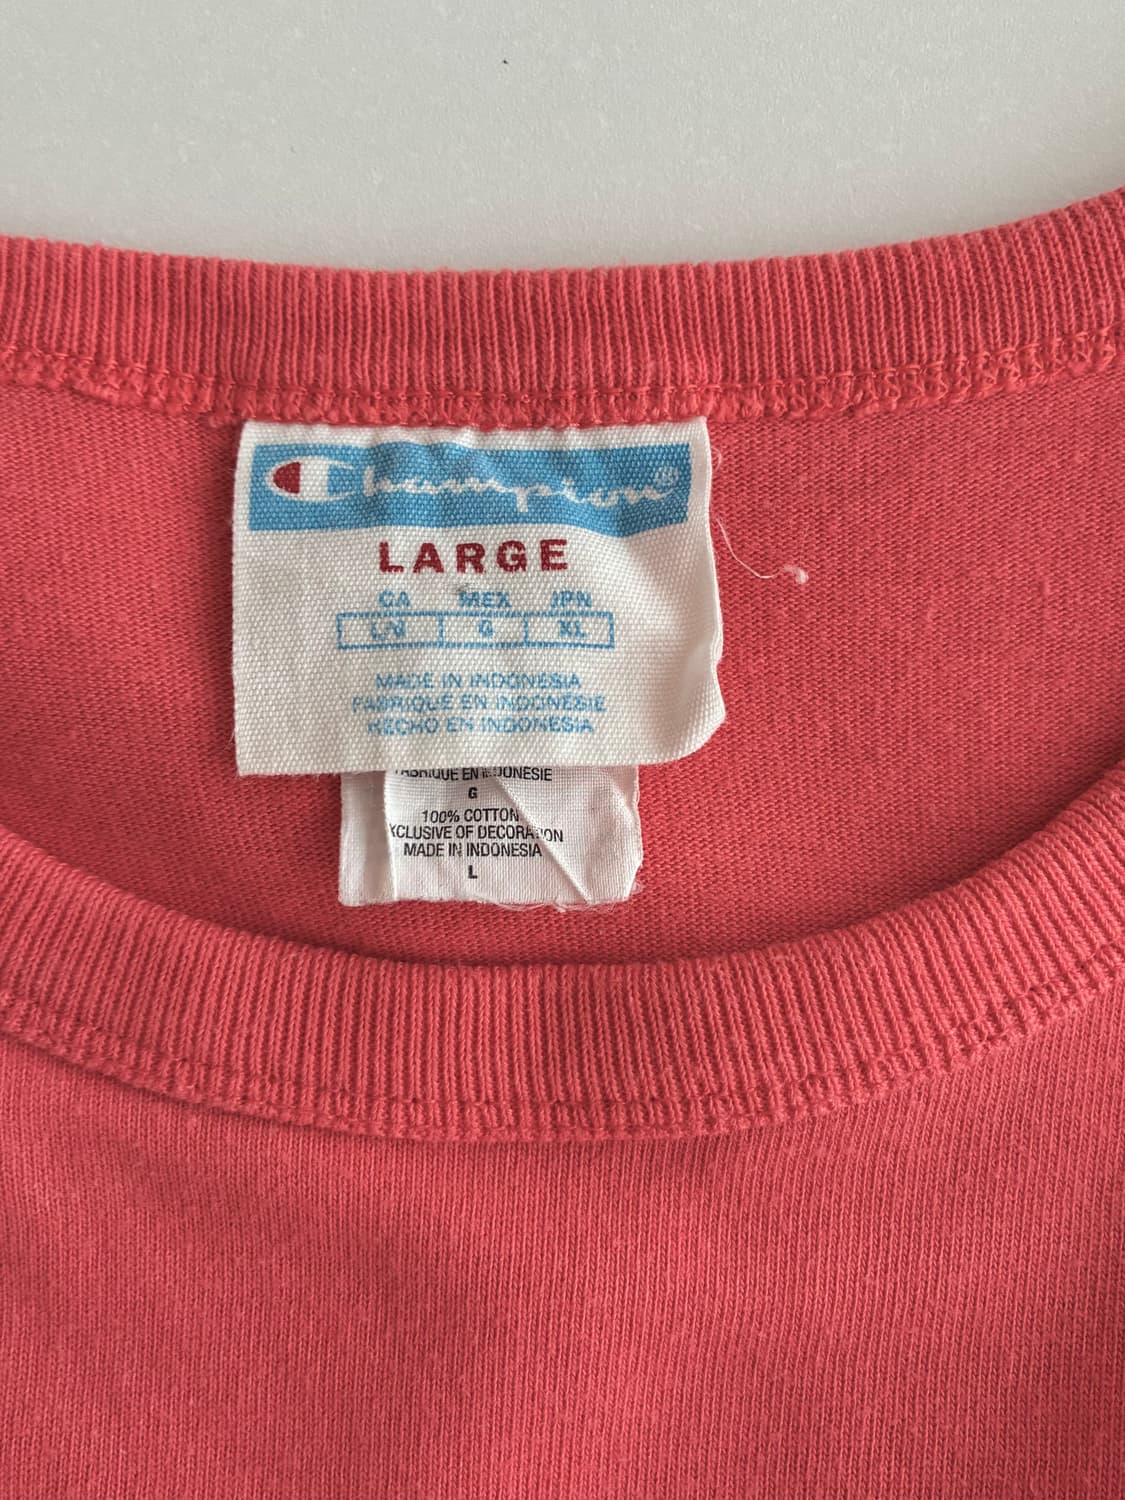 Champion®
LARGE
CA MEX JPN
G XL
MADE IN INDONESIA
FABRIQUÉ EN INDONESIE
HECHO EN INDONESIA
FABRIQUE EN INDONESIE
G
100% COTTON
EXCLUSIVE OF DECORATION
MADE IN INDONESIA
L